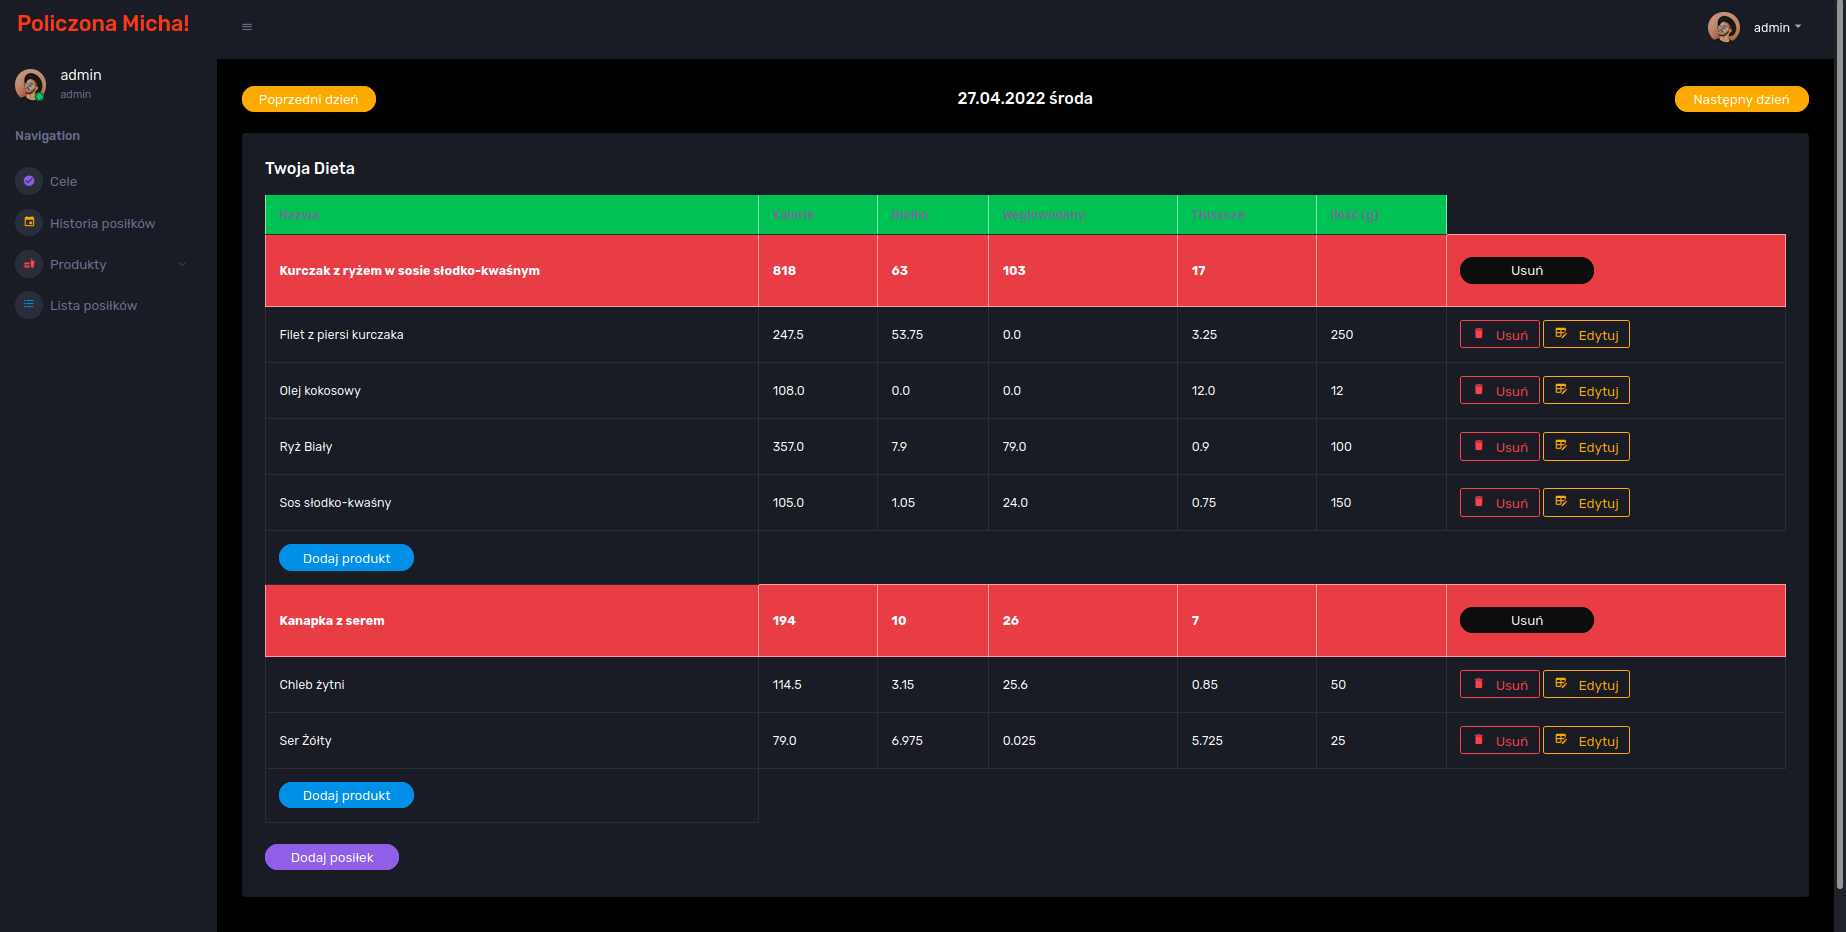 Policzona Micha!
admin
admin
admin
Navigation
Cele
Historia posiłków
Produkty
Lista posiłków
Poprzedni dzień
27.04.2022 środa
Następny dzień
Twoja Dieta
Nazwa Kalorie Białko Węglowodany Tłuszcze Ilość (g)
Kurczak z ryżem w sosie słodko-kwaśnym 818 63 103 17 Usuń
Filet z piersi kurczaka 247.5 53.75 0.0 3.25 250 Usuń Edytuj
Olej kokosowy 108.0 0.0 0.0 12.0 12 Usuń Edytuj
Ryż Biały 357.0 7.9 79.0 0.9 100 Usuń Edytuj
Sos słodko-kwaśny 105.0 1.05 24.0 0.75 150 Usuń Edytuj
Dodaj produkt
Kanapka z serem 194 10 26 7 Usuń
Chleb żytni 114.5 3.15 25.6 0.85 50 Usuń Edytuj
Ser Żółty 79.0 6.975 0.025 5.725 25 Usuń Edytuj
Dodaj produkt
Dodaj posiłek